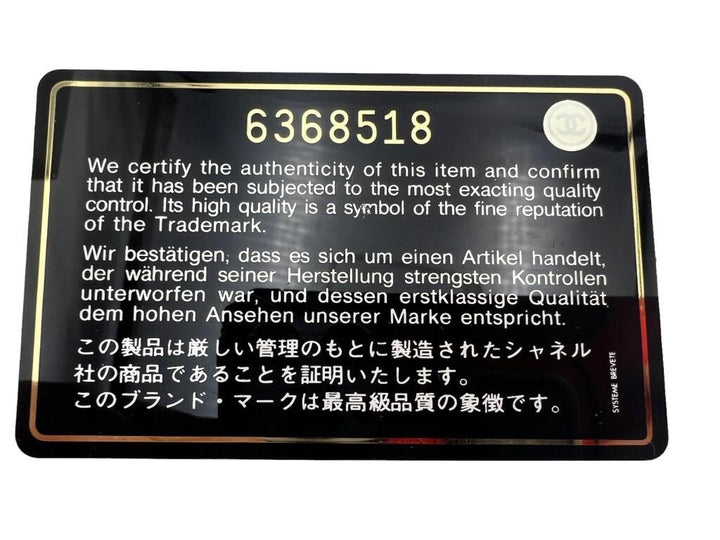 6368518
We certify the authenticity of this item and confirm
that it has been subjected to the most exacting quality
control. Its high quality is a symbol of the fine reputation
of the Trademark.
Wir bestätigen, dass es sich um einen Artikel handelt,
der während seiner Herstellung strengsten Kontrollen
unterworfen war, und dessen erstklassige Qualität
dem hohen Ansehen unserer Marke entspricht.
この製品は厳しい管理のもとに製造されたシャネル
社の商品であることを証明いたします。
このブランド・マークは最高級品質の象徴です。
SYSTEME BREVETE